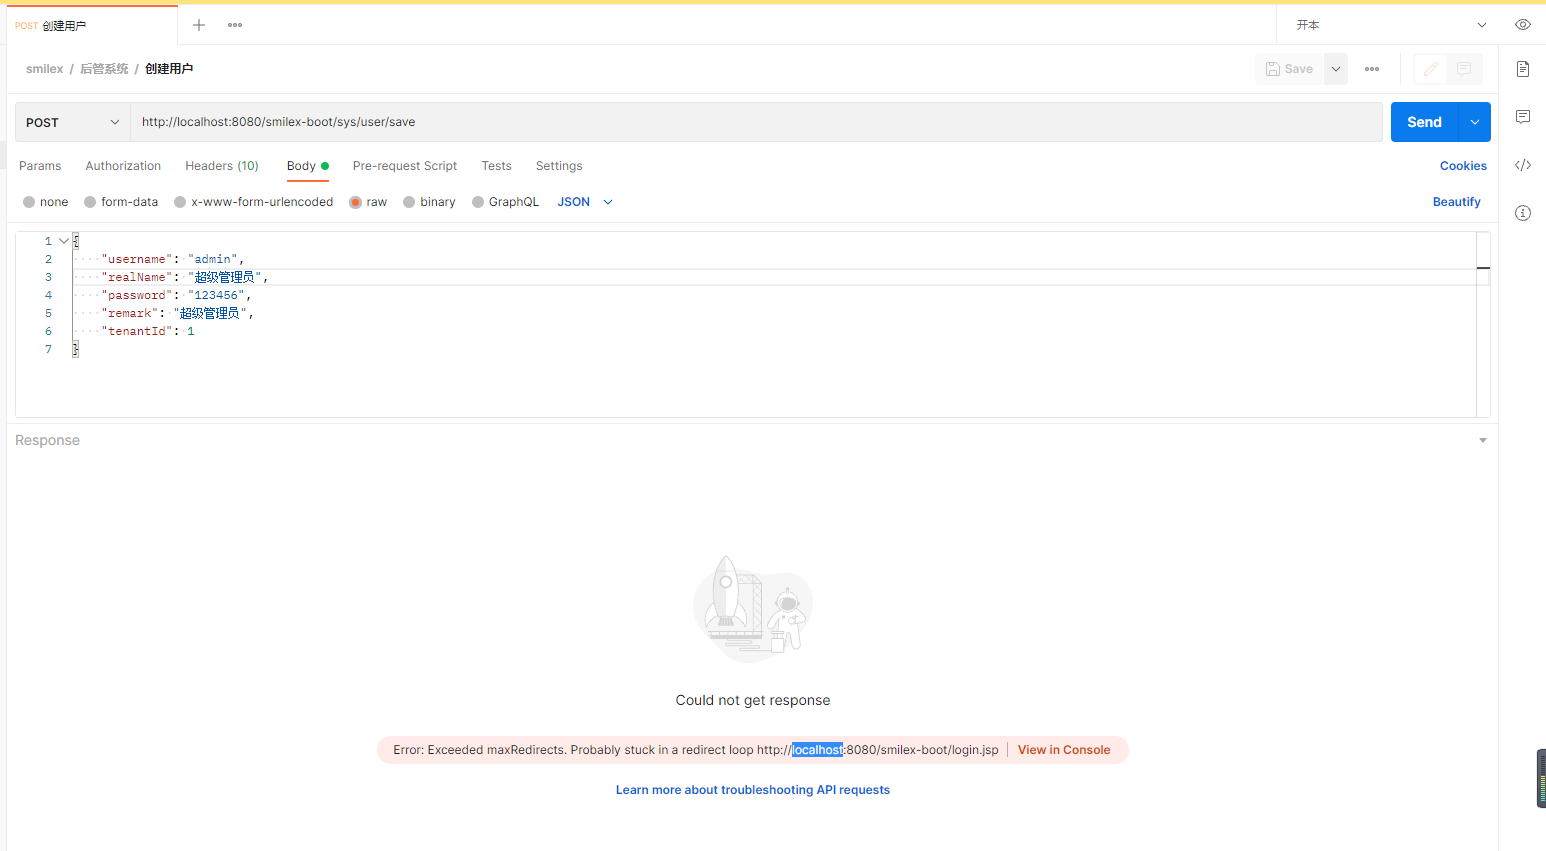 POST 创建用户
开本
smilex / 后管系统 / 创建用户
Save
POST http://localhost:8080/smilex-boot/sys/user/save Send
Params Authorization Headers (10) Body Pre-request Script Tests Settings Cookies
none form-data x-www-form-urlencoded raw binary GraphQL JSON Beautify
1 {
2 "username": "admin",
3 "realName": "超级管理员",
4 "password": "123456",
5 "remark": "超级管理员",
6 "tenantId": 1
7 }
Response
Could not get response
Error: Exceeded maxRedirects. Probably stuck in a redirect loop http://localhost:8080/smilex-boot/login.jsp View in Console
Learn more about troubleshooting API requests